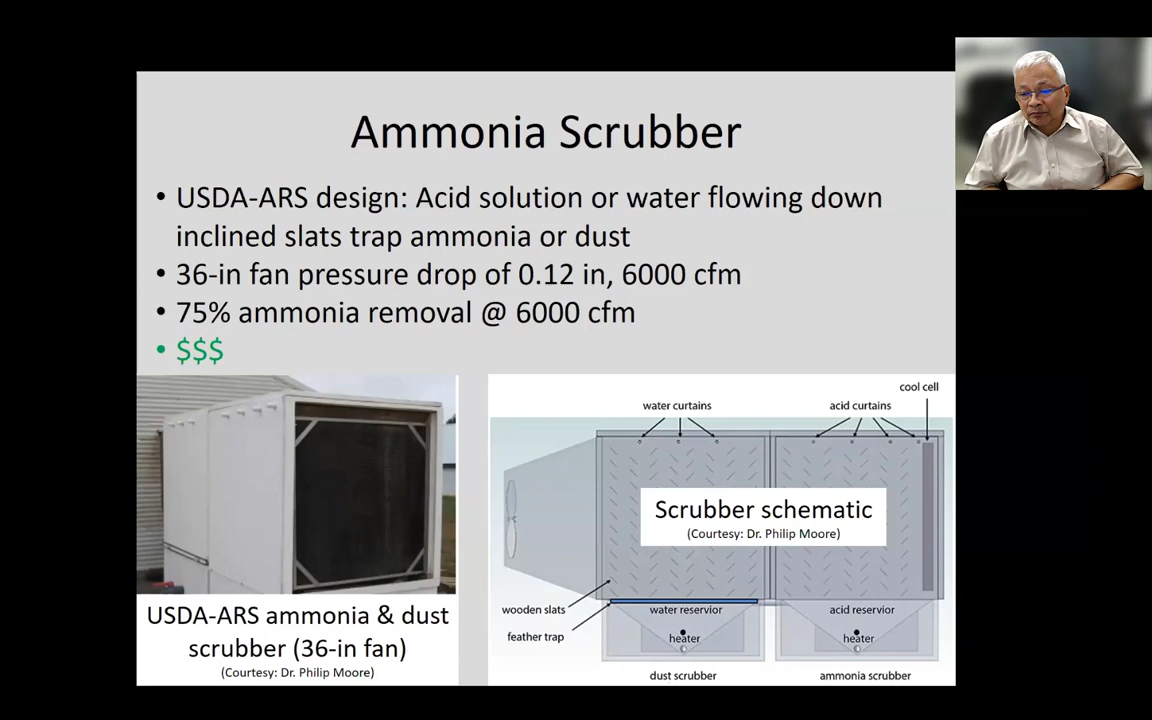 Ammonia Scrubber
• USDA-ARS design: Acid solution or water flowing down
inclined slats trap ammonia or dust
• 36-in fan pressure drop of 0.12 in, 6000 cfm
• 75% ammonia removal @ 6000 cfm
• $$$
USDA-ARS ammonia & dust
scrubber (36-in fan)
(Courtesy: Dr. Philip Moore)
cool cell
water curtains
acid curtains
Scrubber schematic
(Courtesy: Dr. Philip Moore)
wooden slats
feather trap
water reservior
acid reservior
heater
heater
dust scrubber
ammonia scrubber